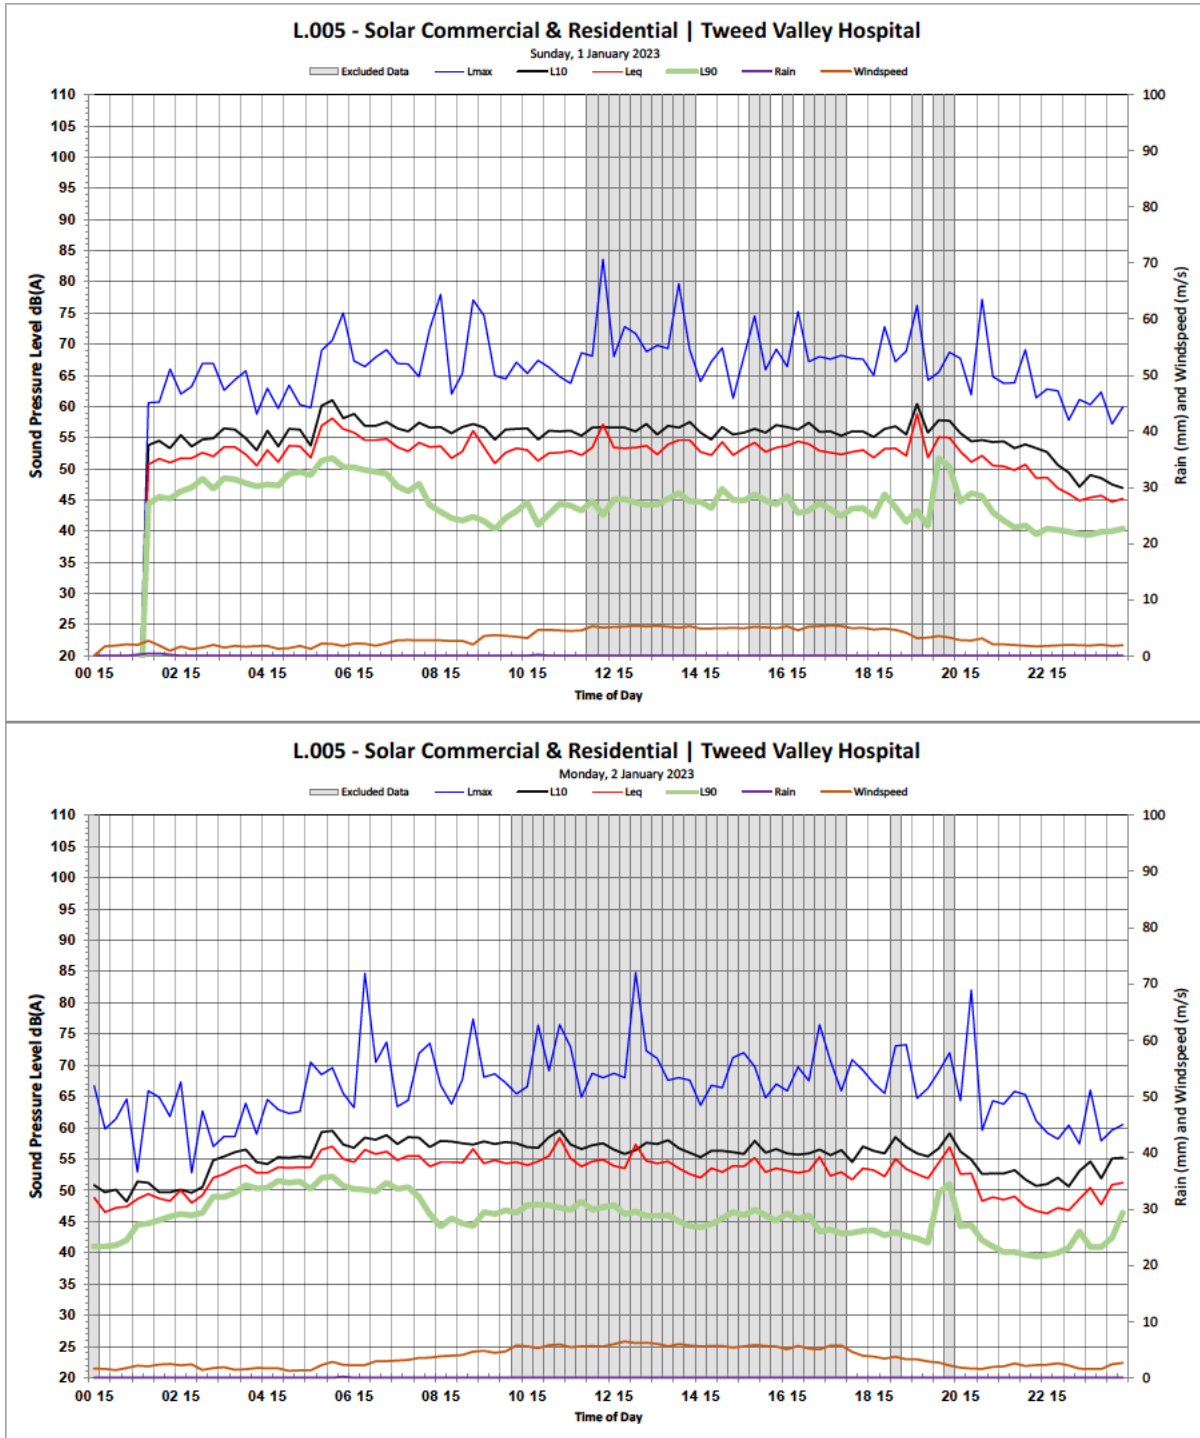 L.005 - Solar Commercial & Residential | Tweed Valley Hospital
Sunday, 1 January 2023
Excluded Data Lmax L10 Leq L90 Rain Windspeed
110 100
105
100 90
95
90 80
85
80 70
75
70 60
65
60 50
55
50 40
45
40 30
35
30 20
25
20 10
0
Sound Pressure Level dB(A)
Rain (mm) and Windspeed (m/s)
00 15 02 15 04 15 06 15 08 15 10 15 12 15 14 15 16 15 18 15 20 15 22 15
Time of Day
L.005 - Solar Commercial & Residential | Tweed Valley Hospital
Monday, 2 January 2023
Excluded Data Lmax L10 Leq L90 Rain Windspeed
110 100
105
100 90
95
90 80
85
80 70
75
70 60
65
60 50
55
50 40
45
40 30
35
30 20
25
20 10
0
Sound Pressure Level dB(A)
Rain (mm) and Windspeed (m/s)
00 15 02 15 04 15 06 15 08 15 10 15 12 15 14 15 16 15 18 15 20 15 22 15
Time of Day